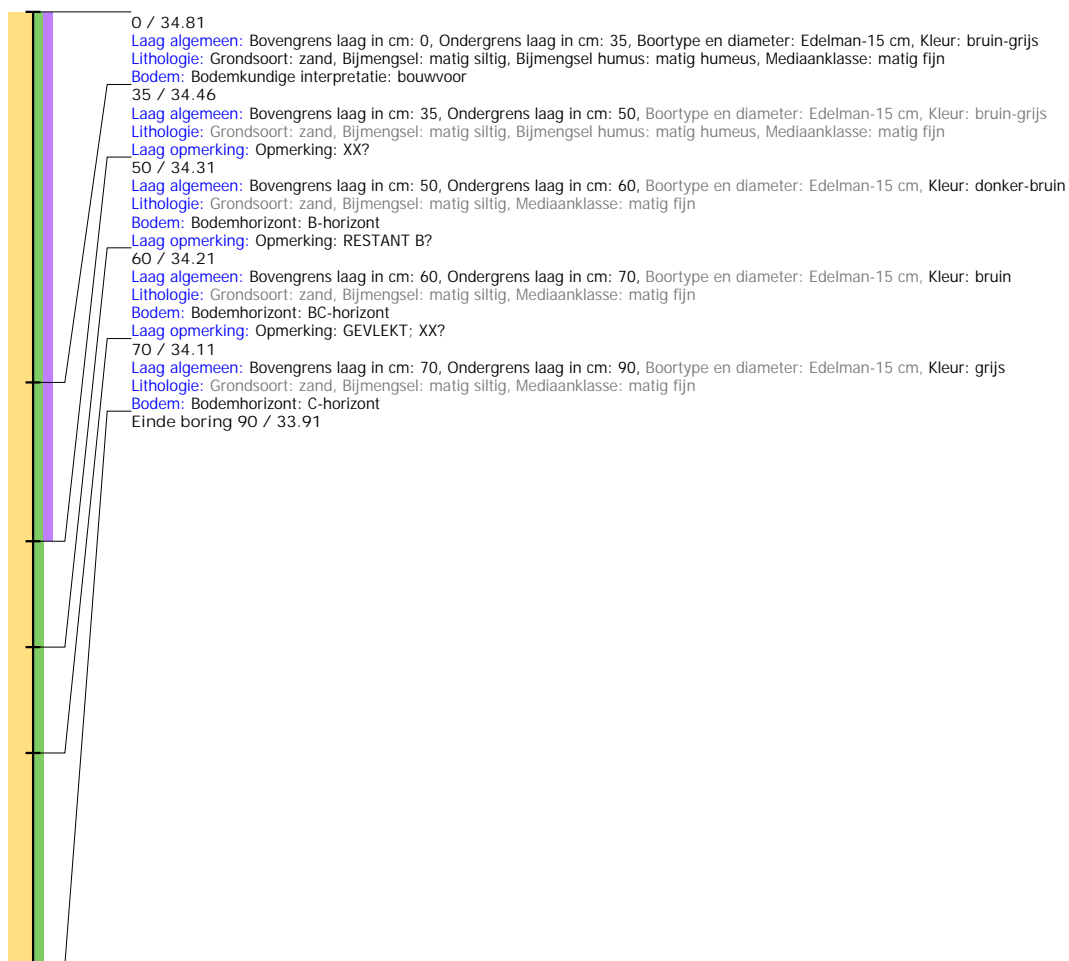 0 / 34.81
Laag algemeen: Bovengrens laag in cm: 0, Ondergrens laag in cm: 35, Boortype en diameter: Edelman-15 cm, Kleur: bruin-grijs
Lithologie: Grondsoort: zand, Bijmengsel: matig siltig, Bijmengsel humus: matig humeus, Mediaanklasse: matig fijn
Bodem: Bodemkundige interpretatie: bouwvoor
35 / 34.46
Laag algemeen: Bovengrens laag in cm: 35, Ondergrens laag in cm: 50, Boortype en diameter: Edelman-15 cm, Kleur: bruin-grijs
Lithologie: Grondsoort: zand, Bijmengsel: matig siltig, Bijmengsel humus: matig humeus, Mediaanklasse: matig fijn
Laag opmerking: Opmerking: XX?
50 / 34.31
Laag algemeen: Bovengrens laag in cm: 50, Ondergrens laag in cm: 60, Boortype en diameter: Edelman-15 cm, Kleur: donker-bruin
Lithologie: Grondsoort: zand, Bijmengsel: matig siltig, Mediaanklasse: matig fijn
Bodem: Bodemhorizont: B-horizont
Laag opmerking: Opmerking: RESTANT B?
60 / 34.21
Laag algemeen: Bovengrens laag in cm: 60, Ondergrens laag in cm: 70, Boortype en diameter: Edelman-15 cm, Kleur: bruin
Lithologie: Grondsoort: zand, Bijmengsel: matig siltig, Mediaanklasse: matig fijn
Bodem: Bodemhorizont: BC-horizont
Laag opmerking: Opmerking: GEVLEKT; XX?
70 / 34.11
Laag algemeen: Bovengrens laag in cm: 70, Ondergrens laag in cm: 90, Boortype en diameter: Edelman-15 cm, Kleur: grijs
Lithologie: Grondsoort: zand, Bijmengsel: matig siltig, Mediaanklasse: matig fijn
Bodem: Bodemhorizont: C-horizont
Einde boring 90 / 33.91